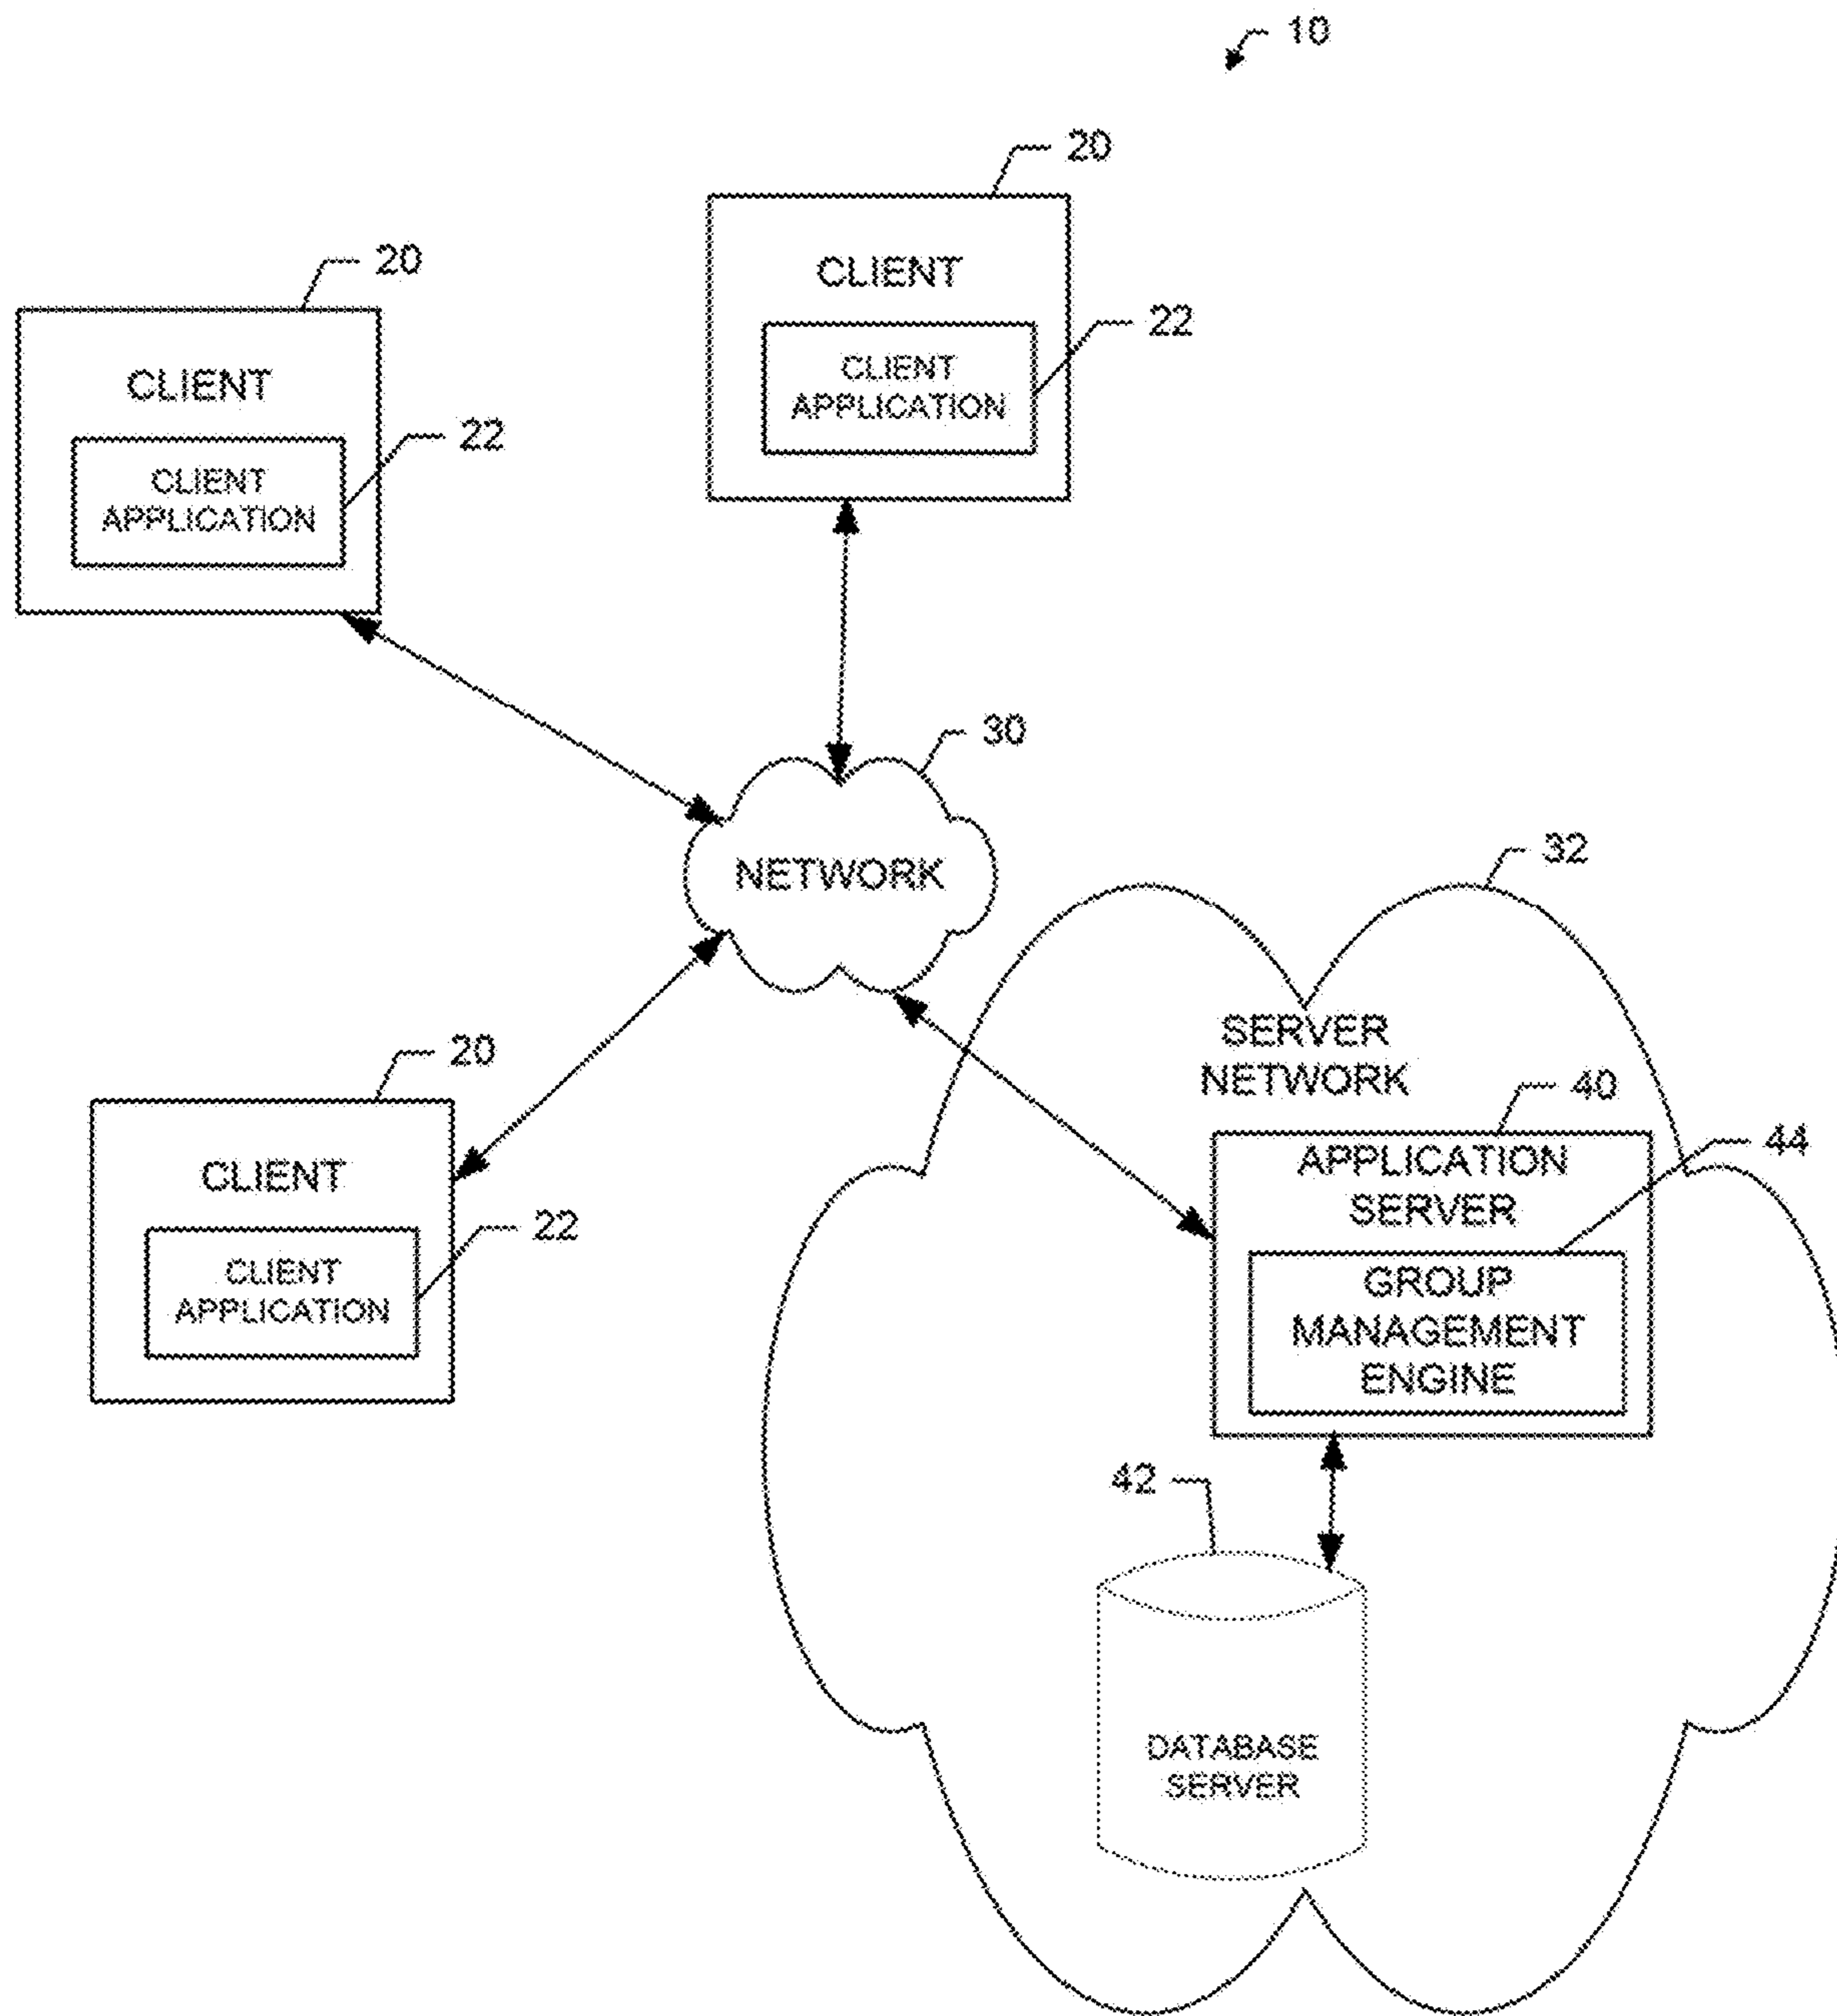 10
20
CLIENT
22
CLIENT
APPLICATION
20
CLIENT
22
CLIENT
APPLICATION
30
NETWORK
32
SERVER
NETWORK
20
CLIENT
22
CLIENT
APPLICATION
40
APPLICATION
SERVER
44
GROUP
MANAGEMENT
ENGINE
42
DATABASE
SERVER